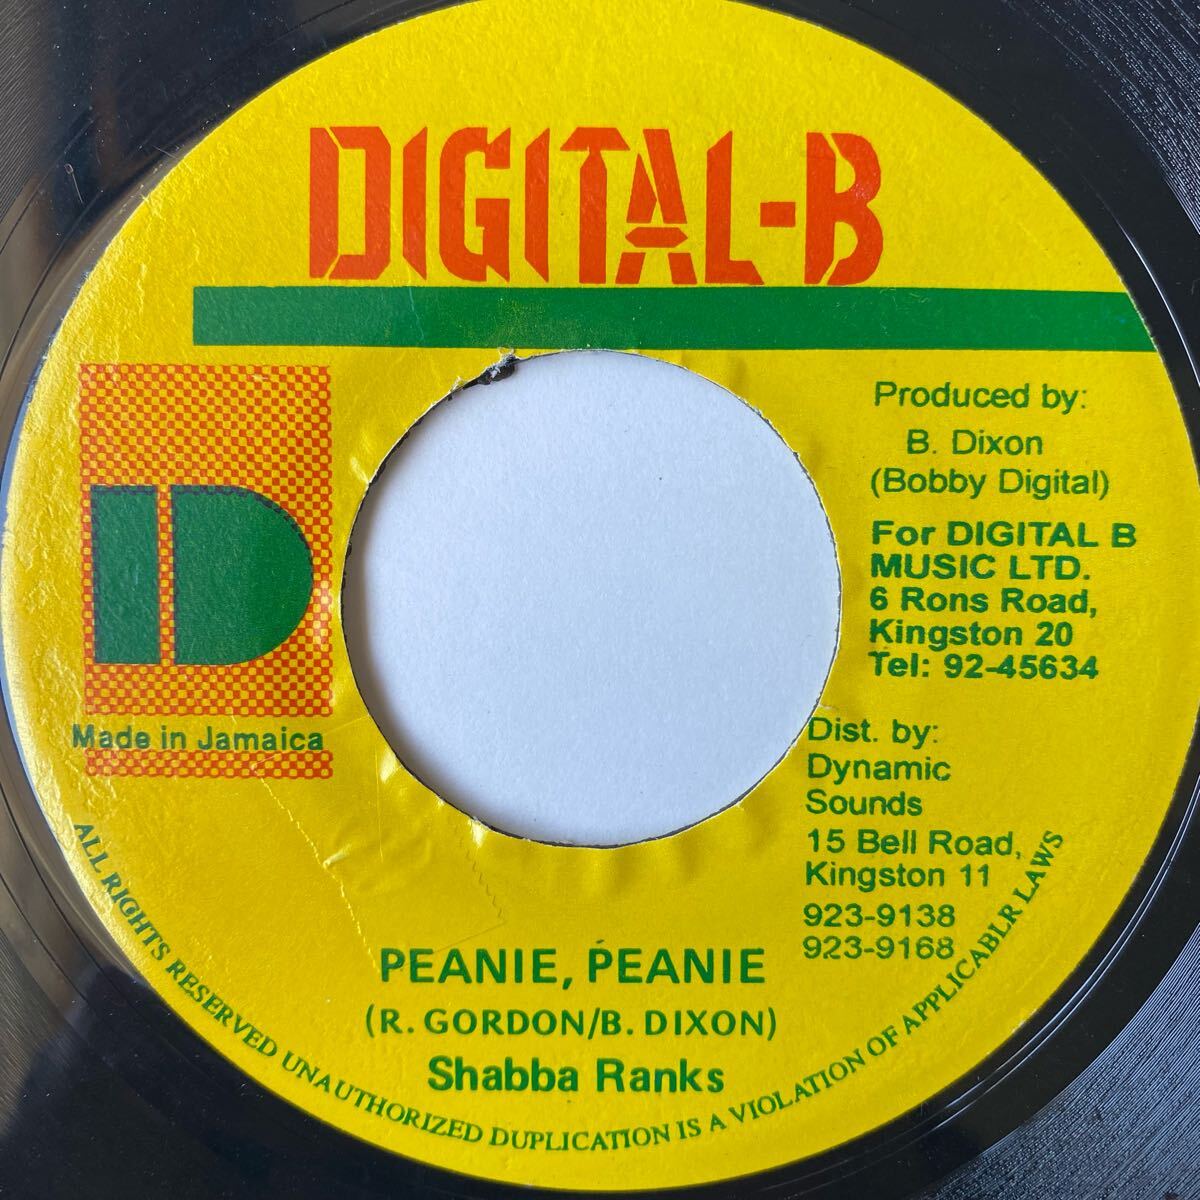 DIGITAL-B
Produced by:
B. Dixon
(Bobby Digital)
For DIGITAL B
MUSIC LTD.
6 Rons Road,
Kingston 20
Tel: 92-45634
D
Made in Jamaica
Dist. by:
Dynamic
Sounds
15 Bell Road,
Kingston 11
923-9138
923-9168
PEANIE, PEANIE
(R. GORDON/B. DIXON)
Shabba Ranks
ALL RIGHTS RESERVED UNAUTHORIZED DUPLICATION IS A VIOLATION OF APPLICABLR LAWS